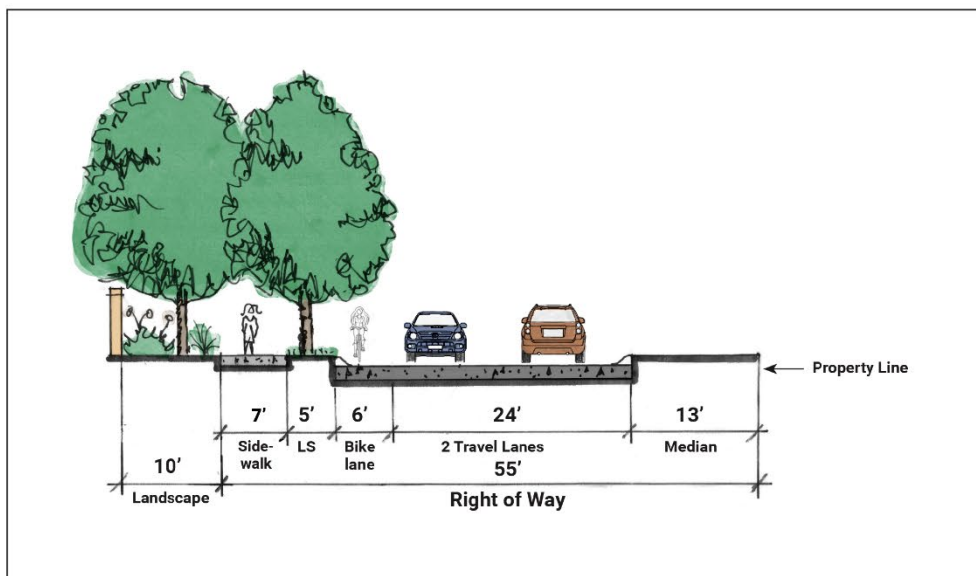 Property Line
7’ 5’ 6’ 24’ 13’
Side-
walk
LS
Bike
lane
2 Travel Lanes
Median
10’
55’
Landscape
Right of Way